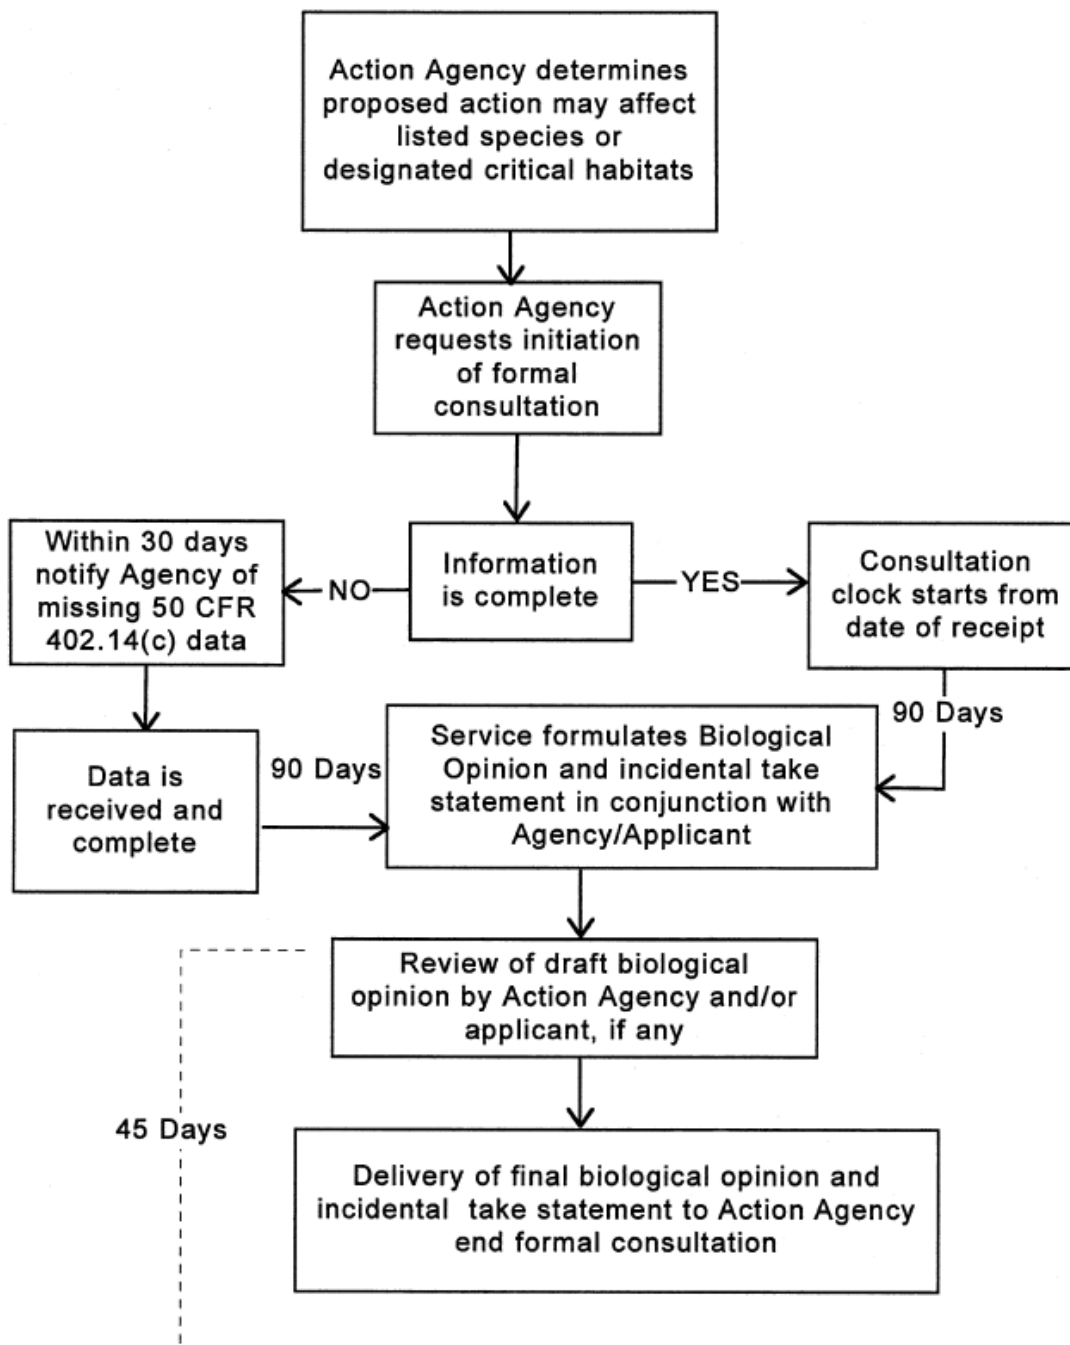 Action Agency determines
proposed action may affect
listed species or
designated critical habitats
Action Agency
requests initiation
of formal
consultation
Within 30 days
notify Agency of
missing 50 CFR
402.14(c) data
NO
Information
is complete
YES
Consultation
clock starts from
date of receipt
90 Days
Data is
received and
complete
90 Days
Service formulates Biological
Opinion and incidental take
statement in conjunction with
Agency/Applicant
Review of draft biological
opinion by Action Agency and/or
applicant, if any
45 Days
Delivery of final biological opinion and
incidental take statement to Action Agency
end formal consultation